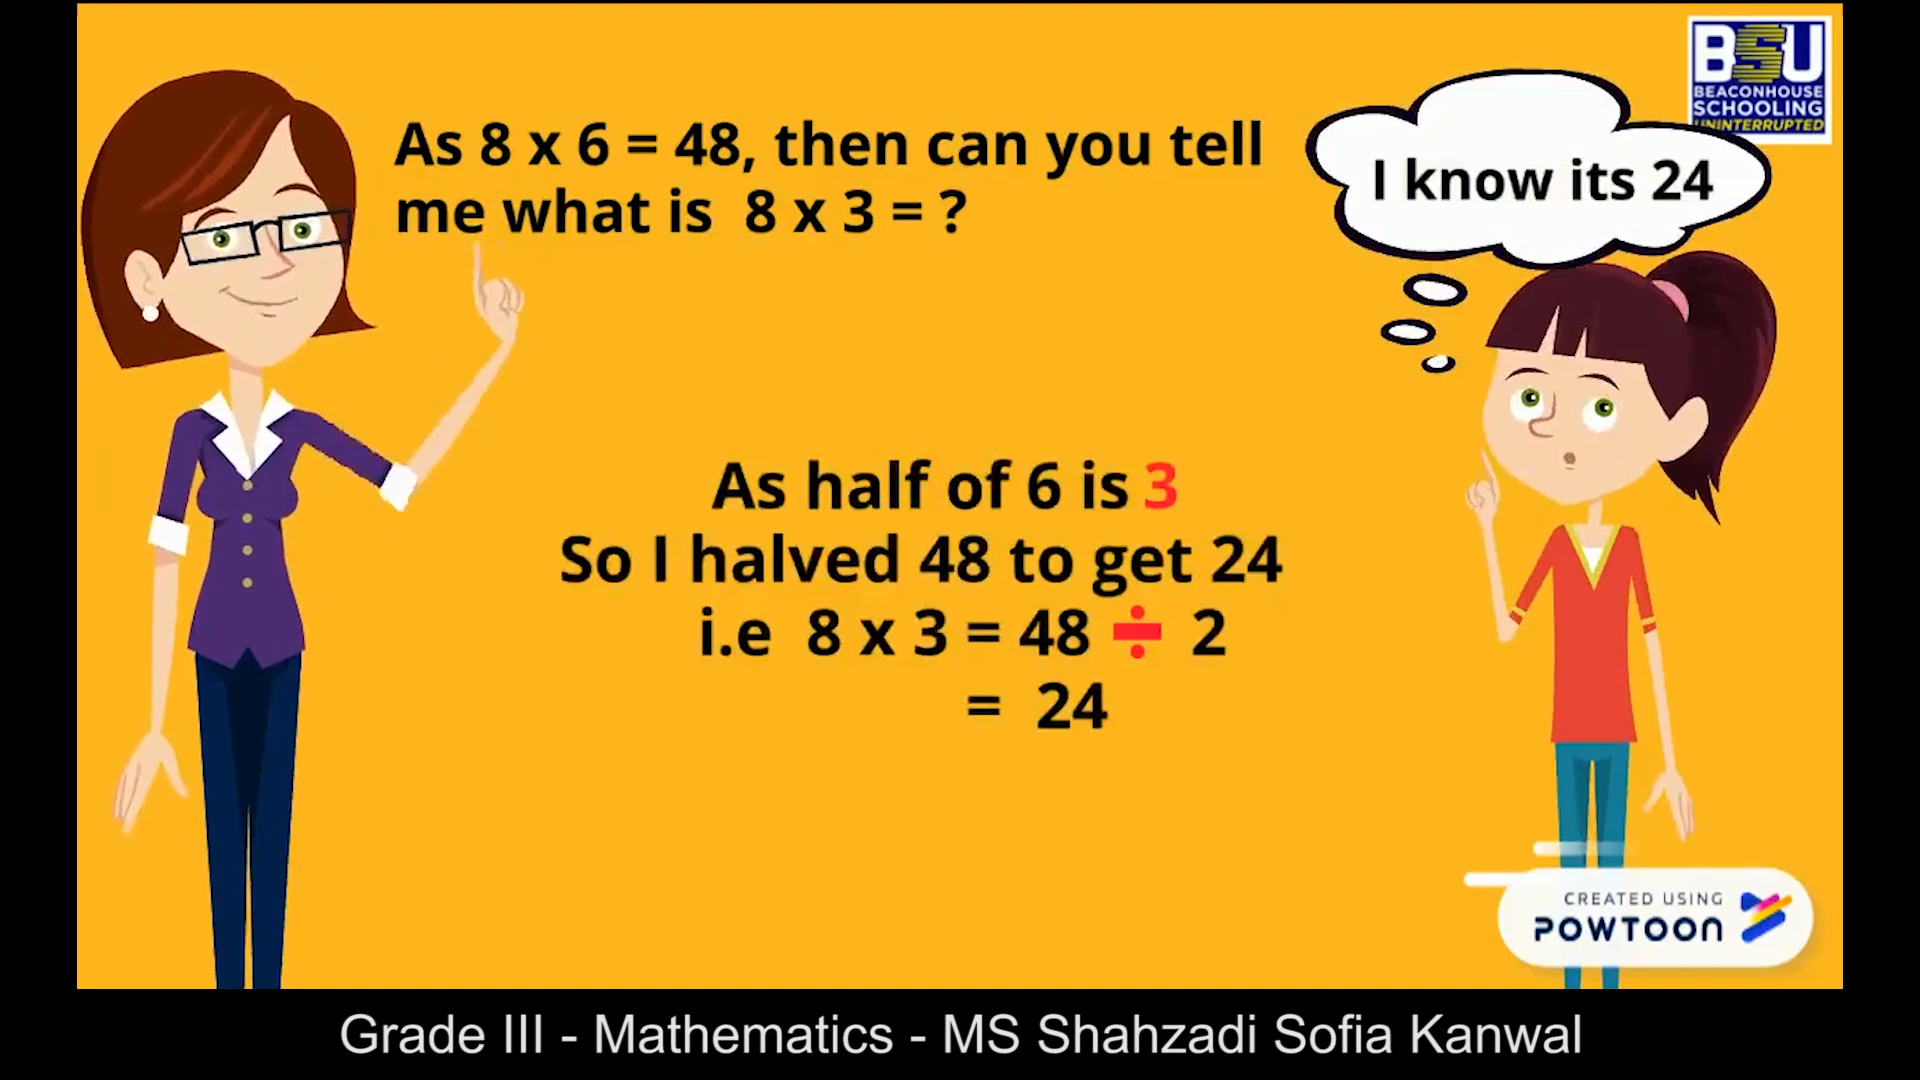 BSU
BEACONHOUSE
SCHOOLING
UNINTERRUPTED
As 8 x 6 = 48, then can you tell
me what is 8 x 3 = ?
I know its 24
As half of 6 is 3
So I halved 48 to get 24
i.e 8 x 3 = 48 ÷ 2
= 24
CREATED USING
POWTOON
Grade III - Mathematics - MS Shahzadi Sofia Kanwal